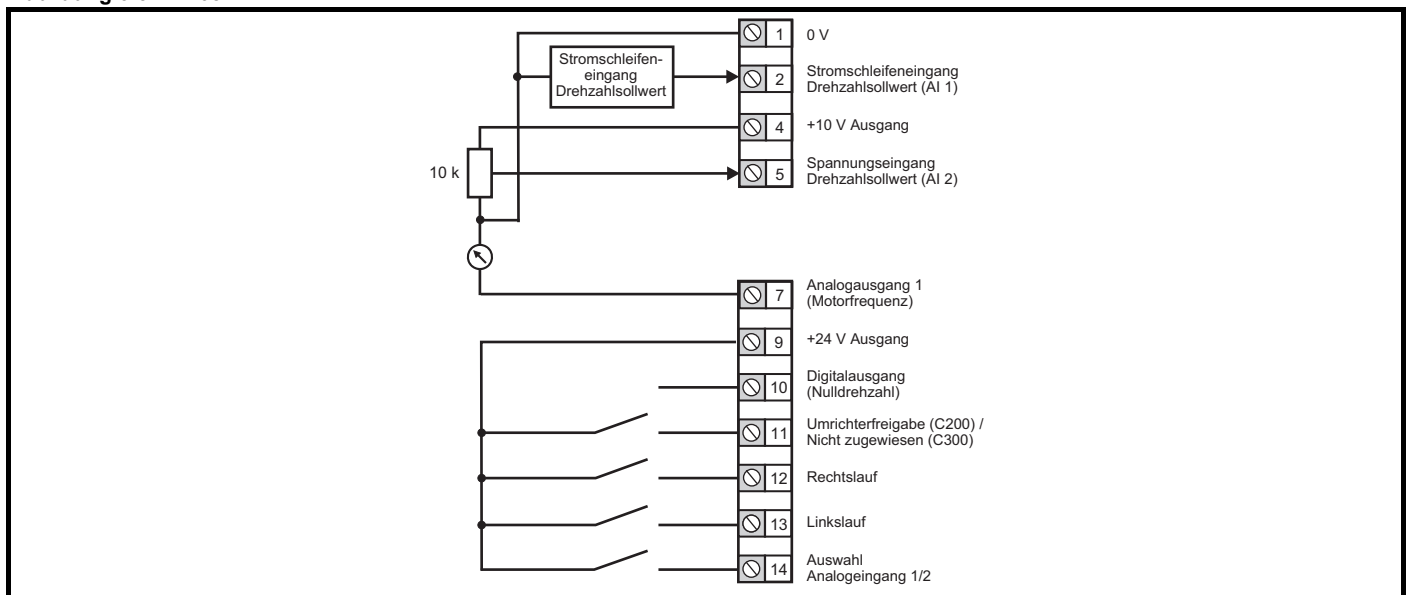 Stromschleifen-
eingang
Drehzahlsollwert
10 k
1 0 V
2 Stromschleifeneingang
Drehzahlsollwert (AI 1)
4 +10 V Ausgang
5 Spannungseingang
Drehzahlsollwert (AI 2)
7 Analogausgang 1
(Motorfrequenz)
9 +24 V Ausgang
10 Digitalausgang
(Nulldrehzahl)
11 Umrichterfreigabe (C200) /
Nicht zugewiesen (C300)
12 Rechtslauf
13 Linkslauf
14 Auswahl
Analogeingang 1/2